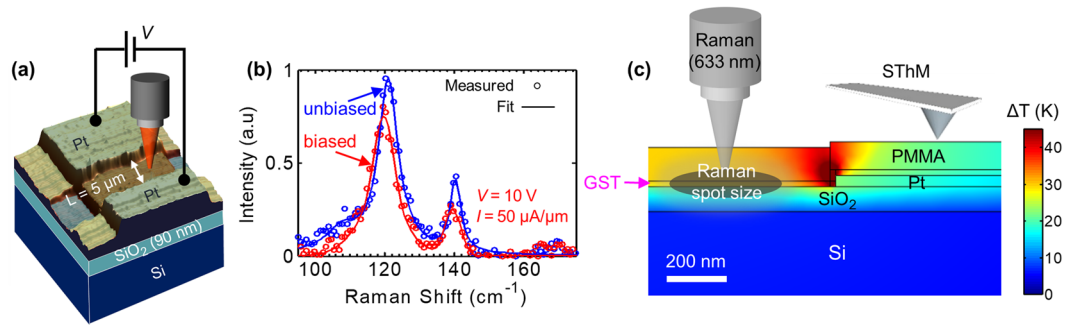 (a)
V
Pt
L = 5 μm
Pt
SiO2 (90 nm)
Si
(b)
Intensity (a.u)
1
0.5
0
Measured
Fit
unbiased
biased
V = 10 V
I = 50 μA/μm
100
120
140
160
Raman Shift (cm-1)
(c)
Raman
(633 nm)
SThM
ΔT (K)
40
30
20
10
0
PMMA
Pt
GST
Raman
spot size
SiO2
Si
200 nm